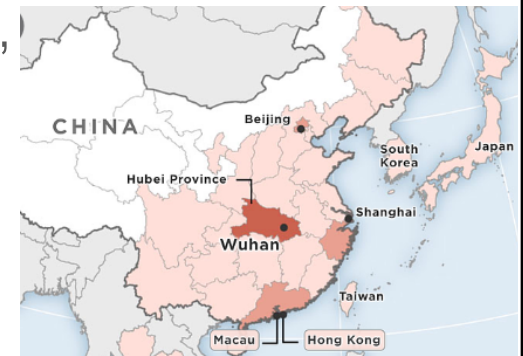 ,
Beijing
CHINA
South
Korea
Japan
Hubei Province
Shanghai
Wuhan
Taiwan
Macau
Hong Kong